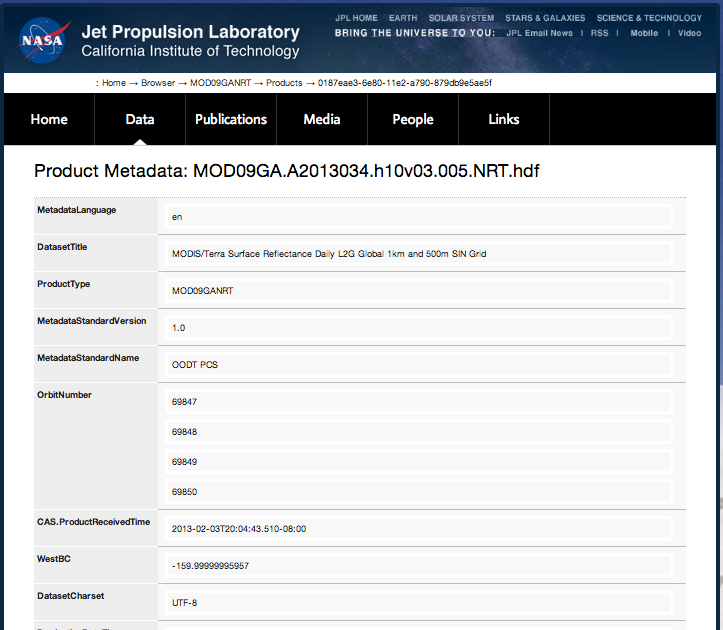 JPL HOME EARTH SOLAR SYSTEM STARS & GALAXIES SCIENCE & TECHNOLOGY
BRING THE UNIVERSE TO YOU: JPL Email News | RSS | Mobile | Video
NASA
Jet Propulsion Laboratory
California Institute of Technology
: Home → Browser → MOD09GANRT → Products → 0187eae3-6e80-11e2-a790-879db9e5ae5f
Home Data Publications Media People Links
Product Metadata: MOD09GA.A2013034.h10v03.005.NRT.hdf
MetadataLanguage
en
DatasetTitle
MODIS/Terra Surface Reflectance Daily L2G Global 1km and 500m SIN Grid
ProductType
MOD09GANRT
MetadataStandardVersion
1.0
MetadataStandardName
OODT PCS
OrbitNumber
69847
69848
69849
69850
CAS.ProductReceivedTime
2013-02-03T20:04:43.510-08:00
WestBC
-159.99999995957
DatasetCharset
UTF-8